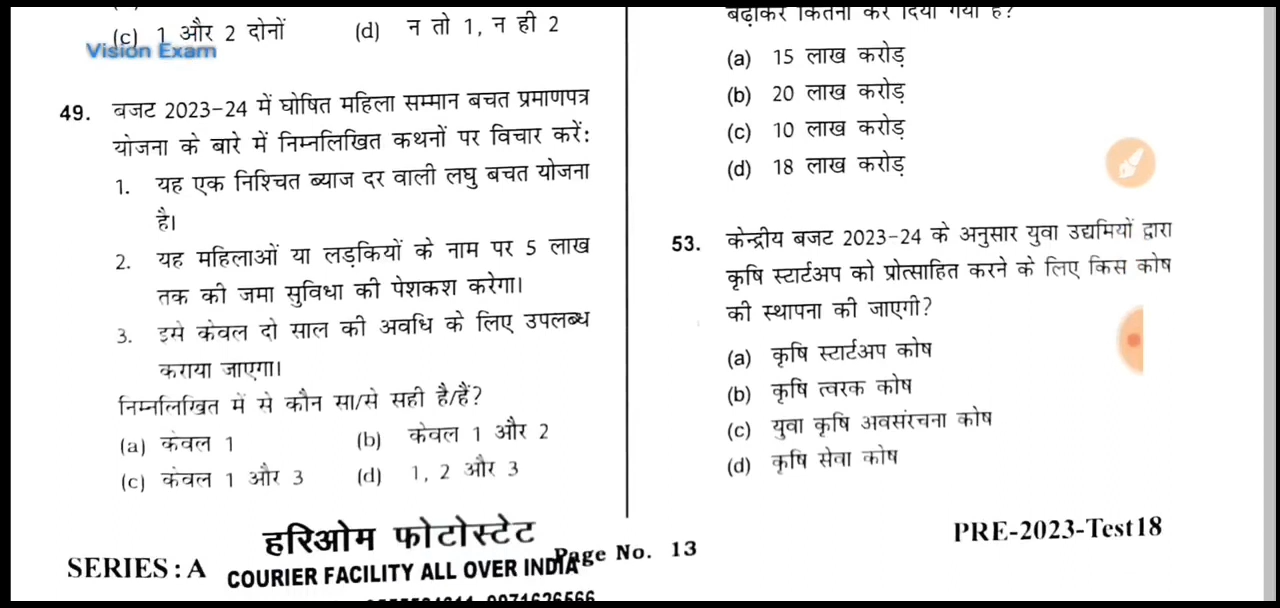 (c) 1 और 2 दोनों (d) न तो 1, न ही 2
Vision Exam
49. बजट 2023-24 में घोषित महिला सम्मान बचत प्रमाणपत्र
योजना के बारे में निम्नलिखित कथनों पर विचार करें:
1. यह एक निश्चित ब्याज दर वाली लघु बचत योजना
है।
2. यह महिलाओं या लड़कियों के नाम पर 5 लाख
तक की जमा सुविधा की पेशकश करेगा।
3. इसे केवल दो साल की अवधि के लिए उपलब्ध
कराया जाएगा।
निम्नलिखित में से कौन सा/से सही है/हैं?
(a) केवल 1 (b) केवल 1 और 2
(c) केवल 1 और 3 (d) 1, 2 और 3
बढ़ाकर कितना कर दिया गया है?
(a) 15 लाख करोड़
(b) 20 लाख करोड़
(c) 10 लाख करोड़
(d) 18 लाख करोड़
53. केन्द्रीय बजट 2023-24 के अनुसार युवा उद्यमियों द्वारा
कृषि स्टार्टअप को प्रोत्साहित करने के लिए किस कोष
की स्थापना की जाएगी?
(a) कृषि स्टार्टअप कोष
(b) कृषि त्वरक कोष
(c) युवा कृषि अवसंरचना कोष
(d) कृषि सेवा कोष
हरिओम फोटोस्टेट
PRE-2023-Test18
SERIES : A
COURIER FACILITY ALL OVER INDIA
Page No. 13